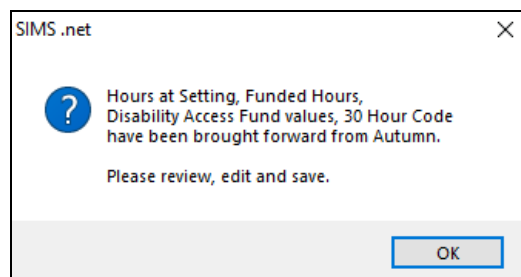 SIMS .net
Hours at Setting, Funded Hours,
Disability Access Fund values, 30 Hour Code
have been brought forward from Autumn.
Please review, edit and save.
OK